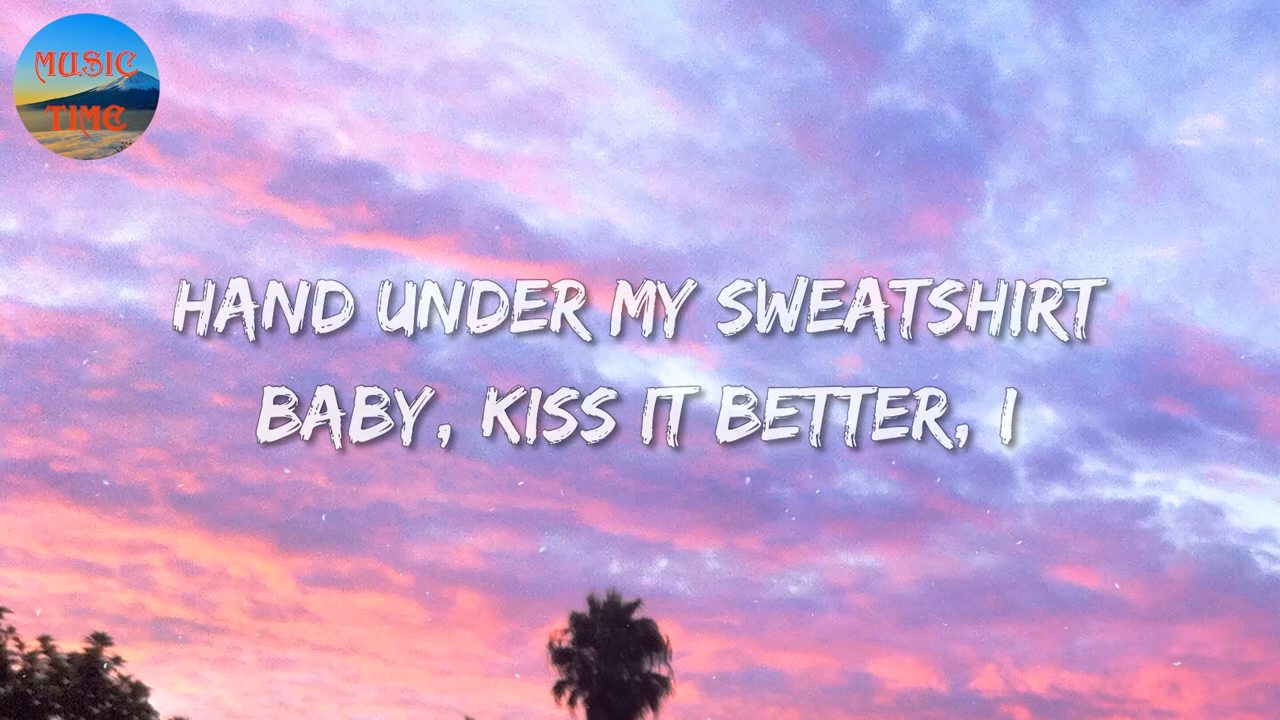 MUSIC
TIME
HAND UNDER MY SWEATSHIRT
BABY, KISS IT BETTER, I